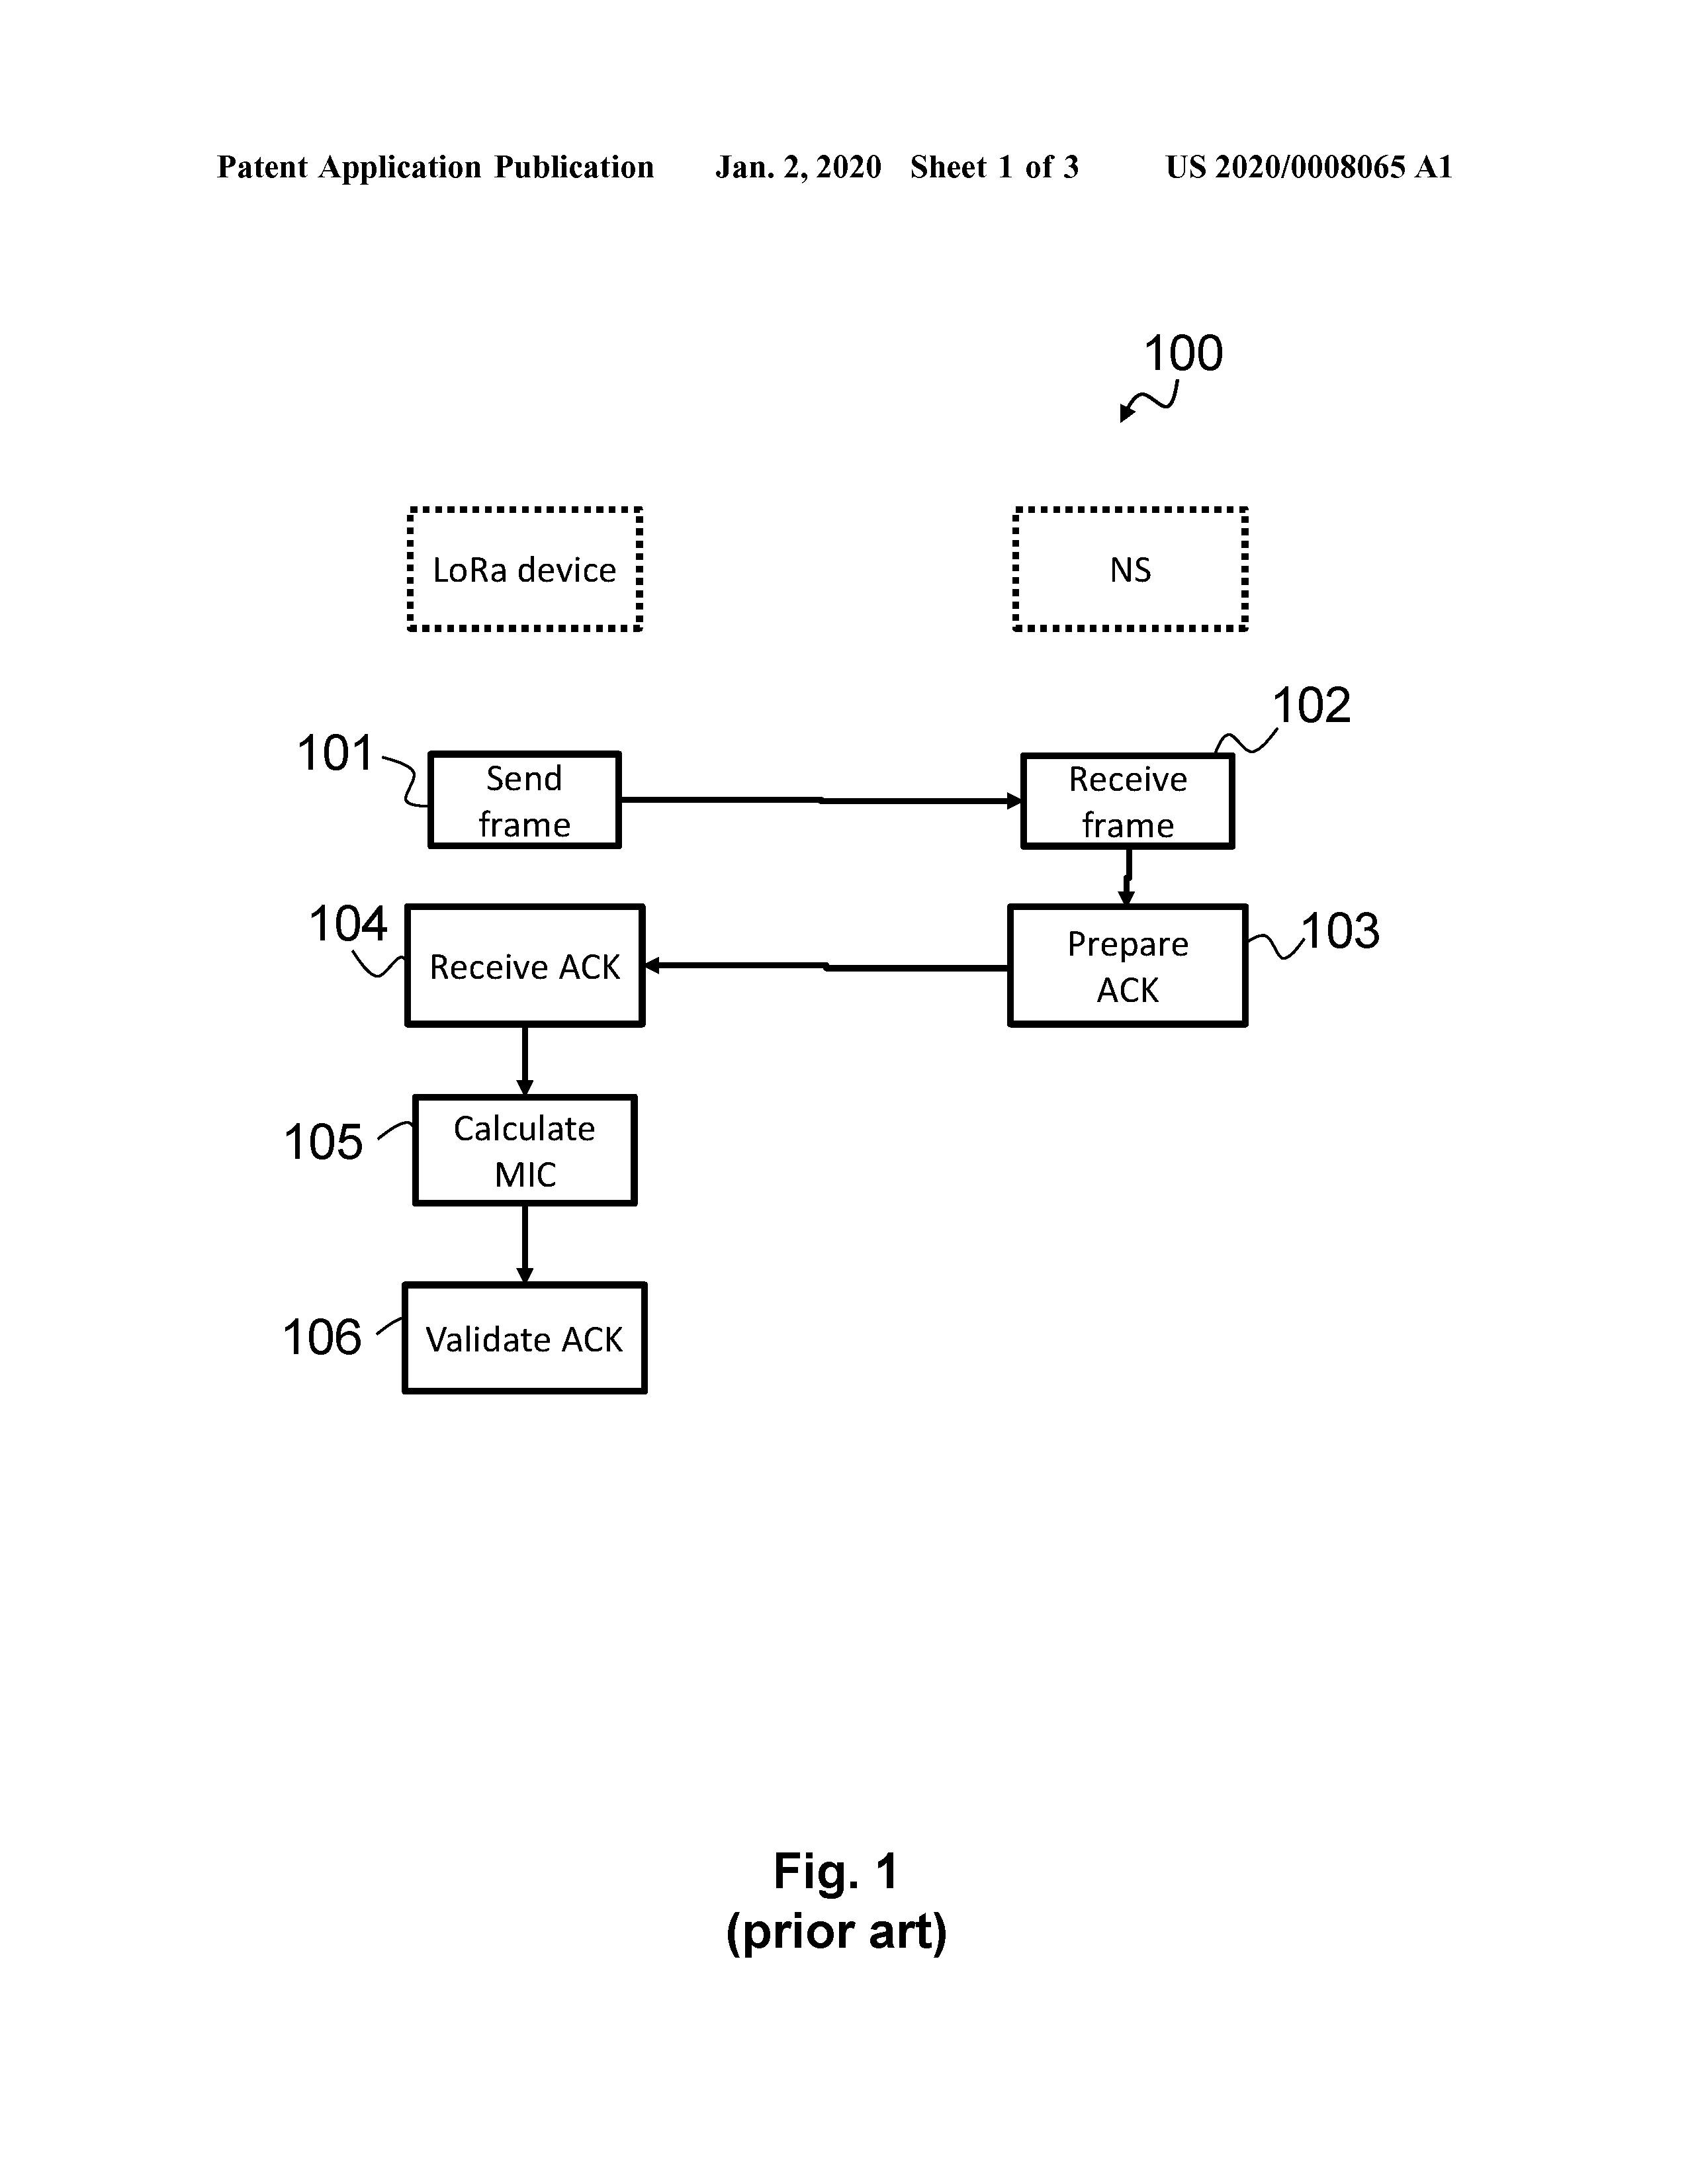 Patent Application Publication Jan. 2, 2020 Sheet 1 of 3 US 2020/0008065 A1
100
LoRa device
NS
102
101
Send
frame
Receive
frame
104
Receive ACK
Prepare
ACK
103
105
Calculate
MIC
106
Validate ACK
Fig. 1
(prior art)